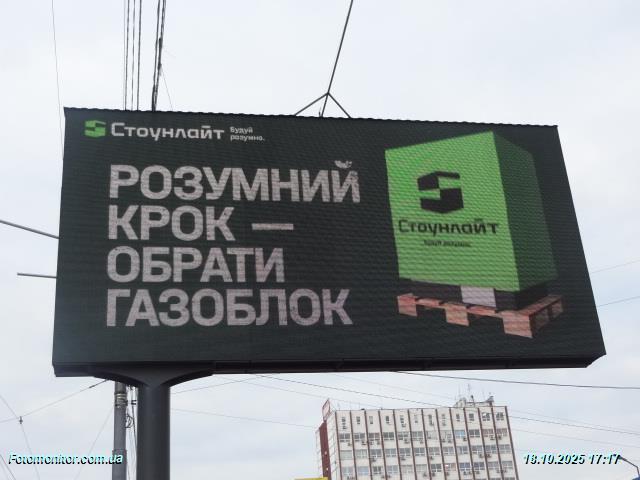 Стоунлайт
Будуй
розумно.
РОЗУМНИЙ
КРОК —
ОБРАТИ
ГАЗОБЛОК
Стоунлайт
Будуй розумно.
Fotomonitor.com.ua
18.10.2025 17:17